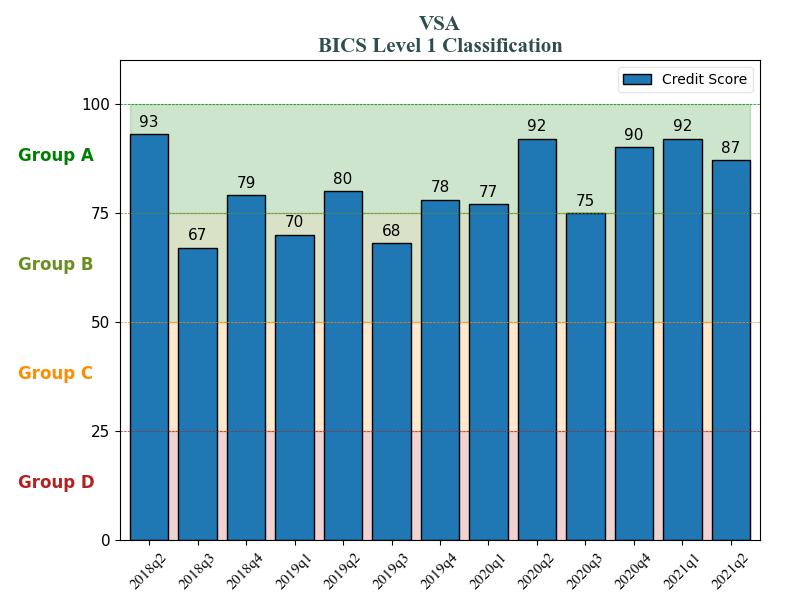 VSA
BICS Level 1 Classification
Credit Score
100
75
50
25
0
Group A
Group B
Group C
Group D
93
67
79
70
80
68
78
77
92
75
90
92
87
2018q2
2018q3
2018q4
2019q1
2019q2
2019q3
2019q4
2020q1
2020q2
2020q3
2020q4
2021q1
2021q2